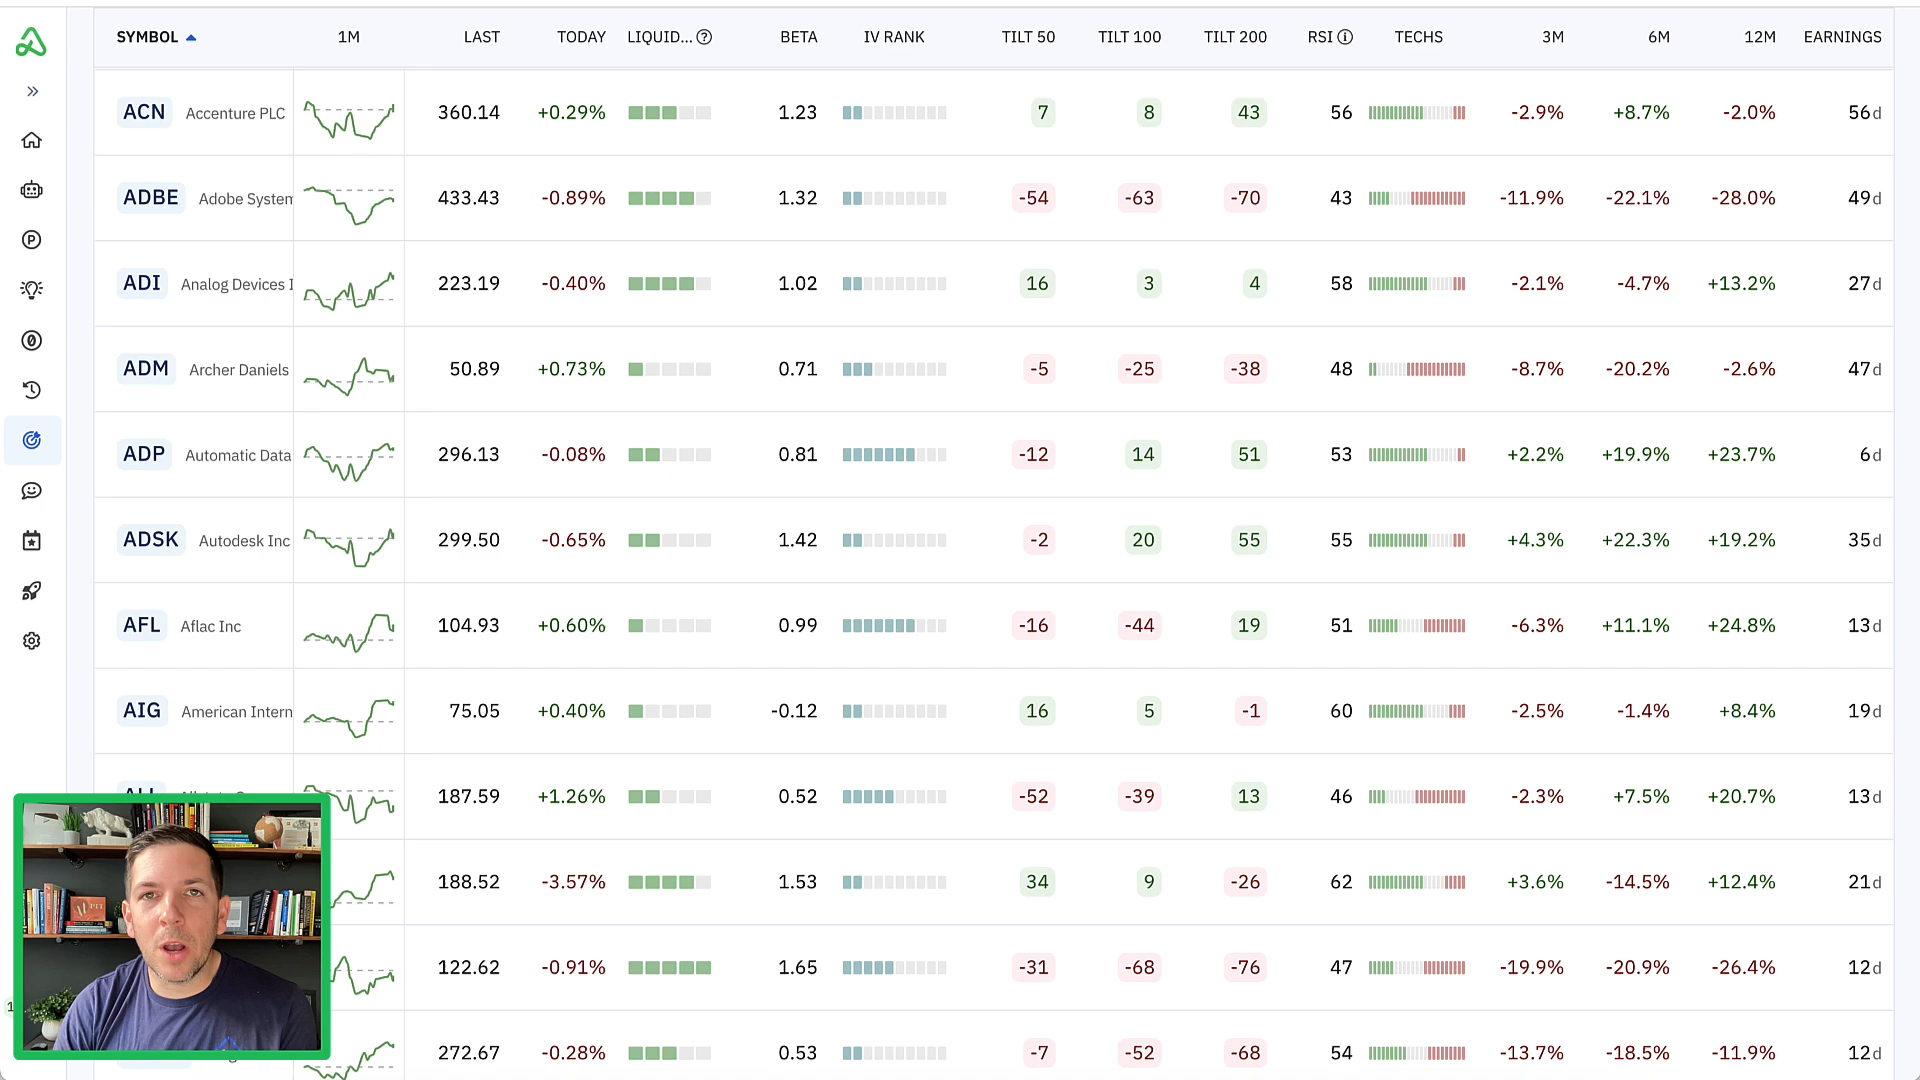 SYMBOL 1M LAST TODAY LIQUID... BETA IV RANK TILT 50 TILT 100 TILT 200 RSI TECHS 3M 6M 12M EARNINGS
ACN Accenture PLC 360.14 +0.29% 1.23 7 8 43 56 -2.9% +8.7% -2.0% 56d
ADBE Adobe System 433.43 -0.89% 1.32 -54 -63 -70 43 -11.9% -22.1% -28.0% 49d
ADI Analog Devices I 223.19 -0.40% 1.02 16 3 4 58 -2.1% -4.7% +13.2% 27d
ADM Archer Daniels 50.89 +0.73% 0.71 -5 -25 -38 48 -8.7% -20.2% -2.6% 47d
ADP Automatic Data 296.13 -0.08% 0.81 -12 14 51 53 +2.2% +19.9% +23.7% 6d
ADSK Autodesk Inc 299.50 -0.65% 1.42 -2 20 55 55 +4.3% +22.3% +19.2% 35d
AFL Aflac Inc 104.93 +0.60% 0.99 -16 -44 19 51 -6.3% +11.1% +24.8% 13d
AIG American Intern 75.05 +0.40% -0.12 16 5 -1 60 -2.5% -1.4% +8.4% 19d
187.59 +1.26% 0.52 -52 -39 13 46 -2.3% +7.5% +20.7% 13d
188.52 -3.57% 1.53 34 9 -26 62 +3.6% -14.5% +12.4% 21d
122.62 -0.91% 1.65 -31 -68 -76 47 -19.9% -20.9% -26.4% 12d
272.67 -0.28% 0.53 -7 -52 -68 54 -13.7% -18.5% -11.9% 12d